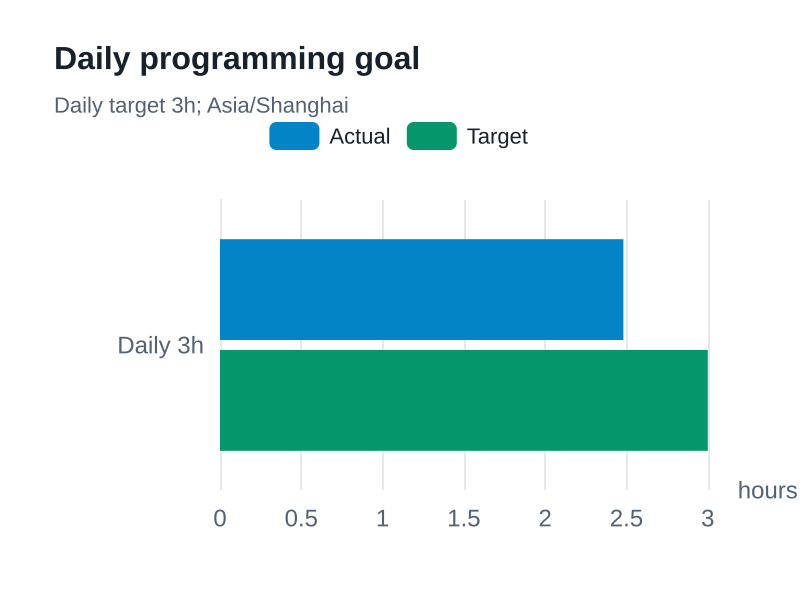 Daily programming goal
Daily target 3h; Asia/Shanghai
Actual Target
Daily 3h
hours
0 0.5 1 1.5 2 2.5 3